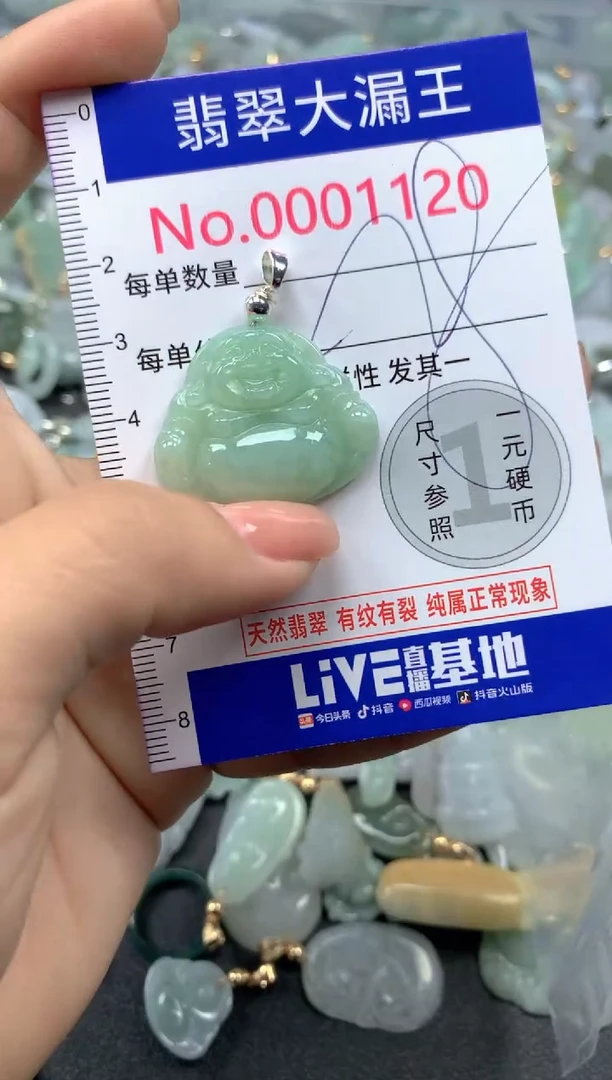 翡翠大漏王
No.0001120
每单数量
每单
性 发其一
尺寸参照
1
一元硬币
天然翡翠 有纹有裂 纯属正常现象
LiVE直播基地
头条 今日头条 抖音 西瓜视频 抖音火山版
0
1
2
3
4
7
8